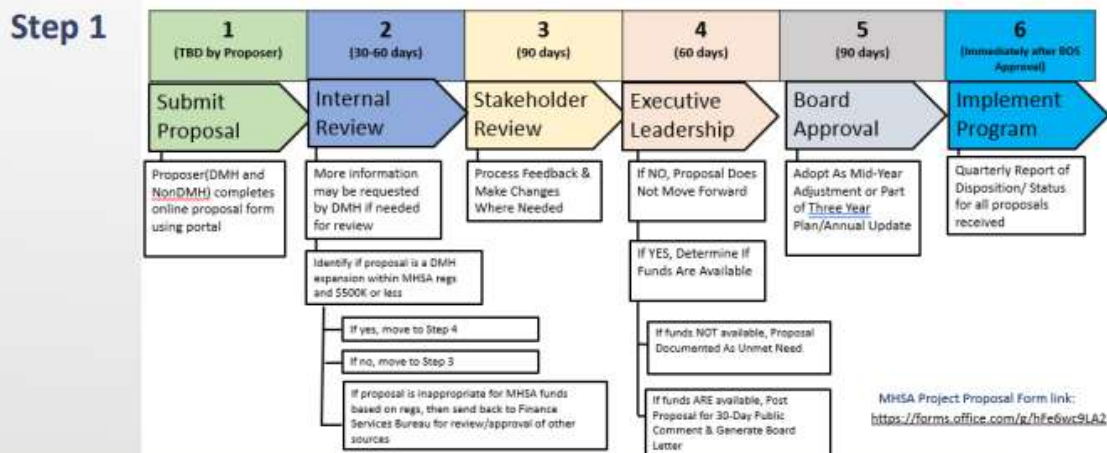 Step 1
1
(TBD by Proposer)
2
(30-60 days)
3
(90 days)
4
(60 days)
5
(90 days)
6
(Immediately after BOS
Approval)
Submit
Proposal
Internal
Review
Stakeholder
Review
Executive
Leadership
Board
Approval
Implement
Program
Proposer(DMH and
NonDMH) completes
online proposal form
using portal
More information
may be requested
by DMH if needed
for review
Identify if proposal is a DMH
expansion within MHSA regs
and $500K or less
If yes, move to Step 4
If no, move to Step 3
If proposal is inappropriate for MHSA funds
based on regs, then send back to Finance
Services Bureau for review/approval of other
sources
Process Feedback &
Make Changes
Where Needed
If NO, Proposal Does
Not Move Forward
If YES, Determine If
Funds Are Available
If funds NOT available, Proposal
Documented As Unmet Need
If funds ARE available, Post
Proposal for 30-Day Public
Comment & Generate Board
Letter
Adopt As Mid-Year
Adjustment or Part
of Three Year
Plan/Annual Update
Quarterly Report of
Disposition/ Status
for all proposals
received
MHSA Project Proposal Form link:
https://forms.office.com/g/hFe6wc9LA2